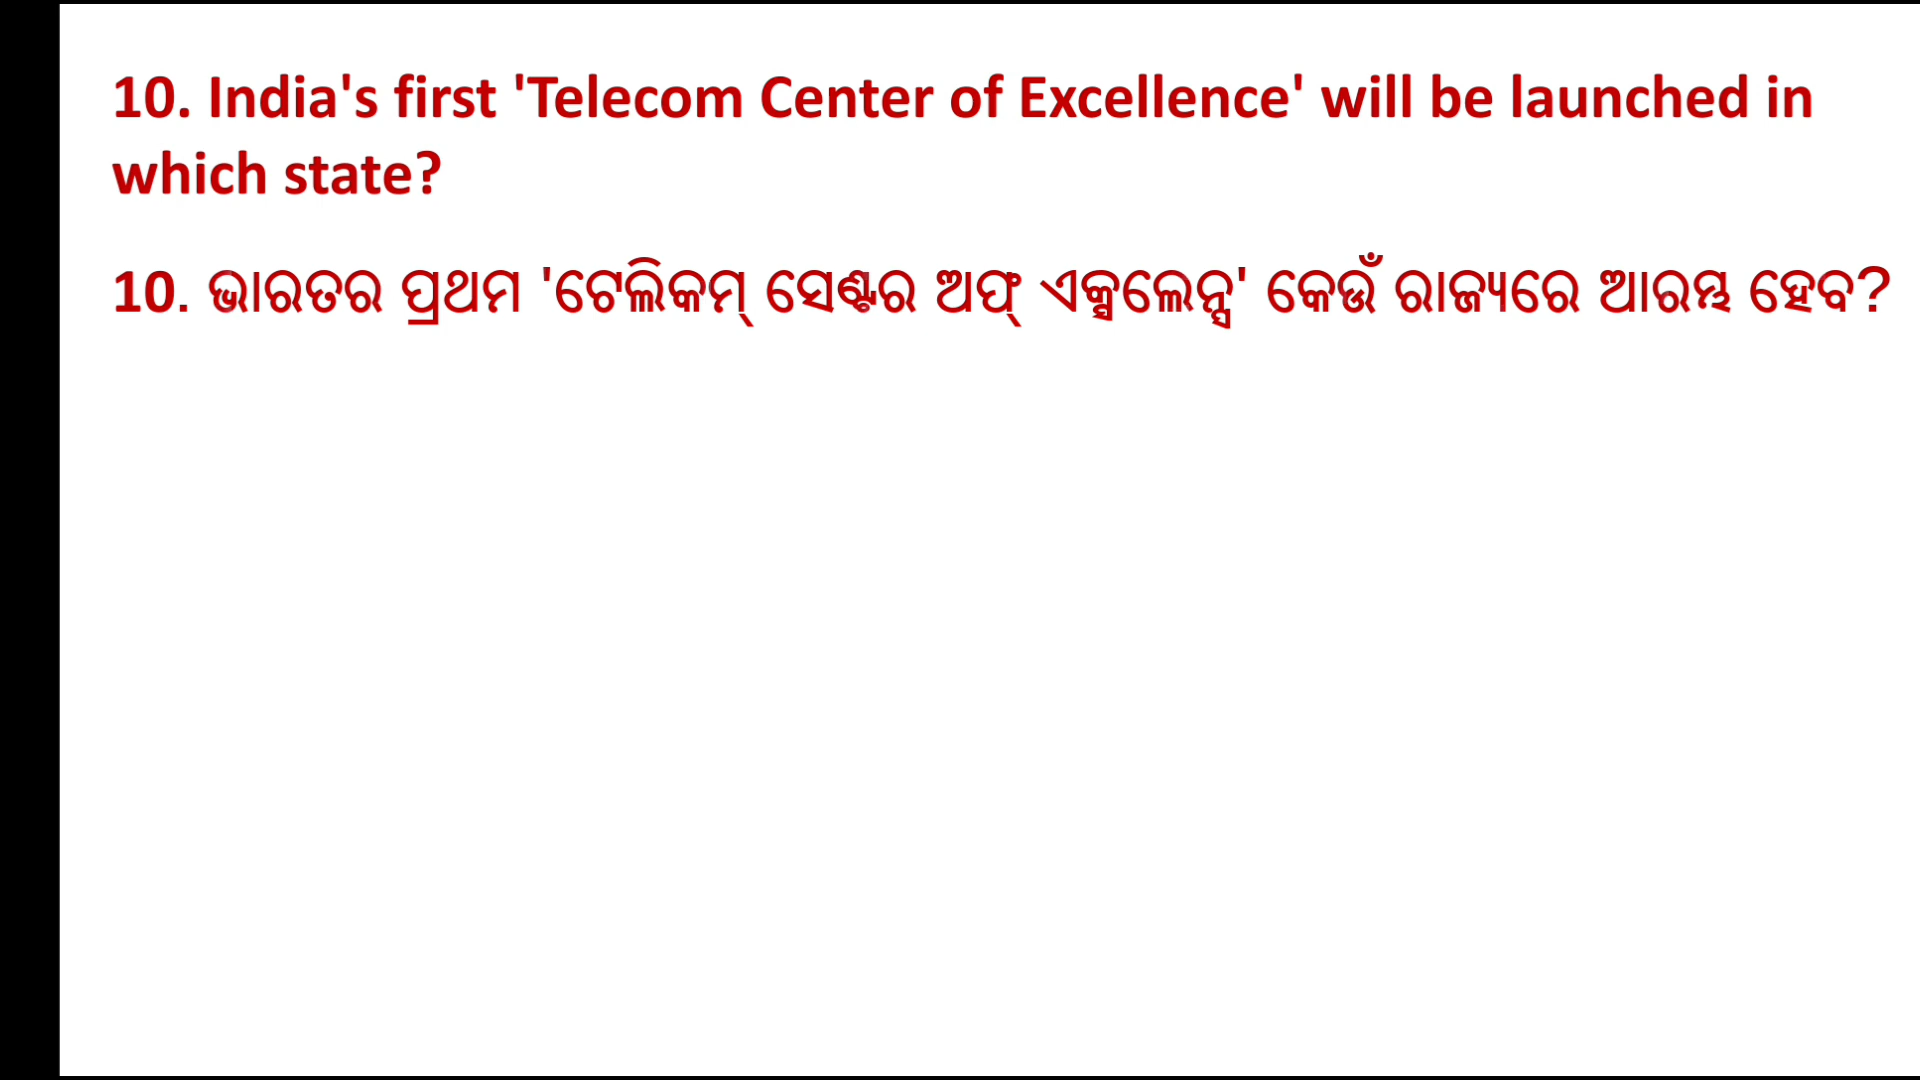 10. India's first 'Telecom Center of Excellence' will be launched in
which state?
10. ଭାରତର ପ୍ରଥମ 'ଟେଲିକମ୍ ସେଣ୍ଟର ଅଫ୍ ଏକ୍ସଲେନ୍ସ' କେଉଁ ରାଜ୍ୟରେ ଆରମ୍ଭ ହେବ?